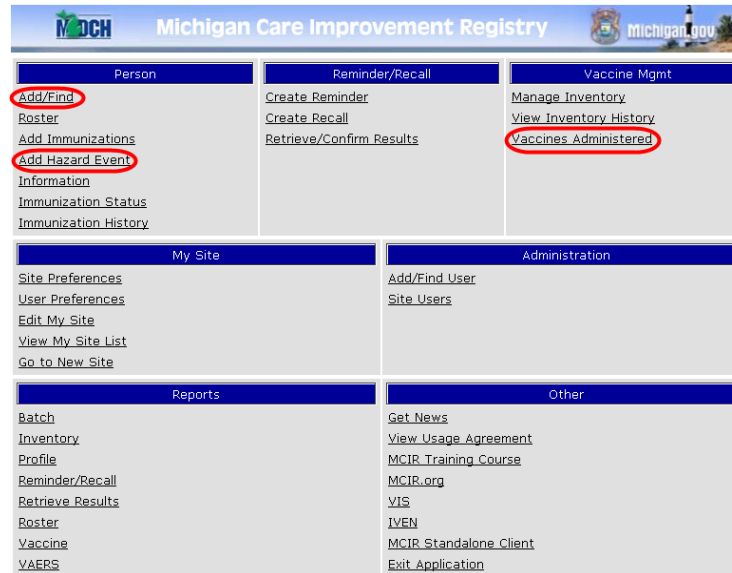 MDCH Michigan Care Improvement Registry Michigan.gov
Person
Add/Find
Roster
Add Immunizations
Add Hazard Event
Information
Immunization Status
Immunization History
Reminder/Recall
Create Reminder
Create Recall
Retrieve/Confirm Results
Vaccine Mgmt
Manage Inventory
View Inventory History
Vaccines Administered
My Site
Site Preferences
User Preferences
Edit My Site
View My Site List
Go to New Site
Administration
Add/Find User
Site Users
Reports
Batch
Inventory
Profile
Reminder/Recall
Retrieve Results
Roster
Vaccine
VAERS
Other
Get News
View Usage Agreement
MCIR Training Course
MCIR.org
VIS
IVEN
MCIR Standalone Client
Exit Application